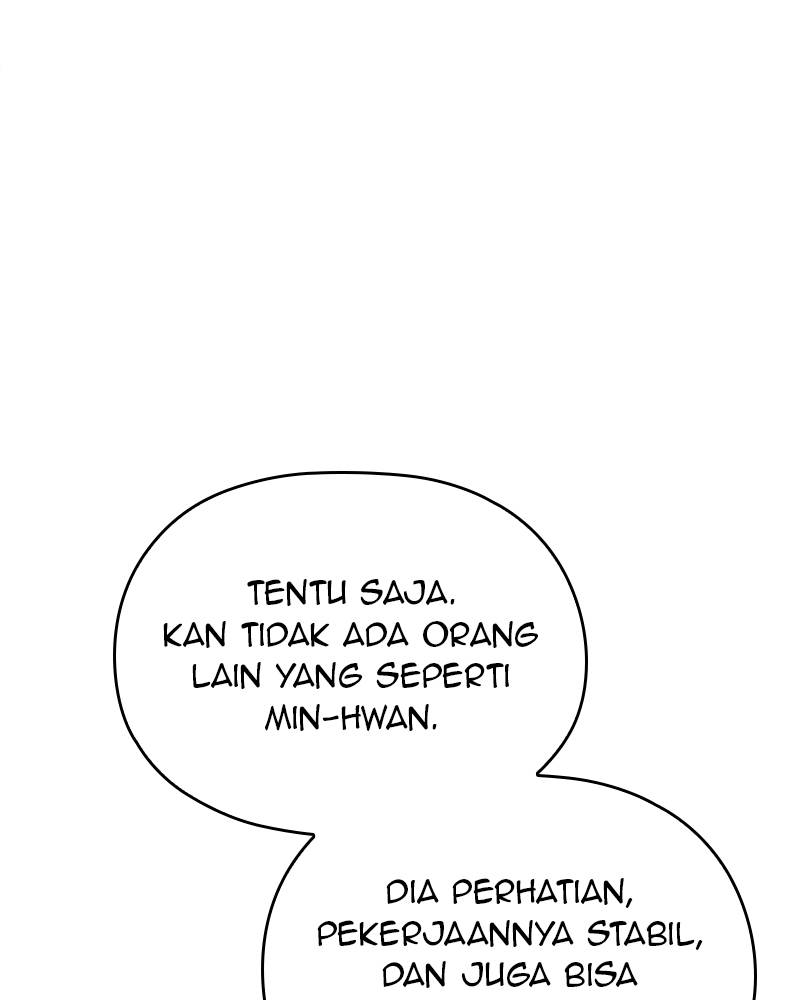 TENTU SAJA.
KAN TIDAK ADA ORANG
LAIN YANG SEPERTI
MIN-HWAN.
DIA PERHATIAN,
PEKERJAANNYA STABIL,
DAN JUGA BISA